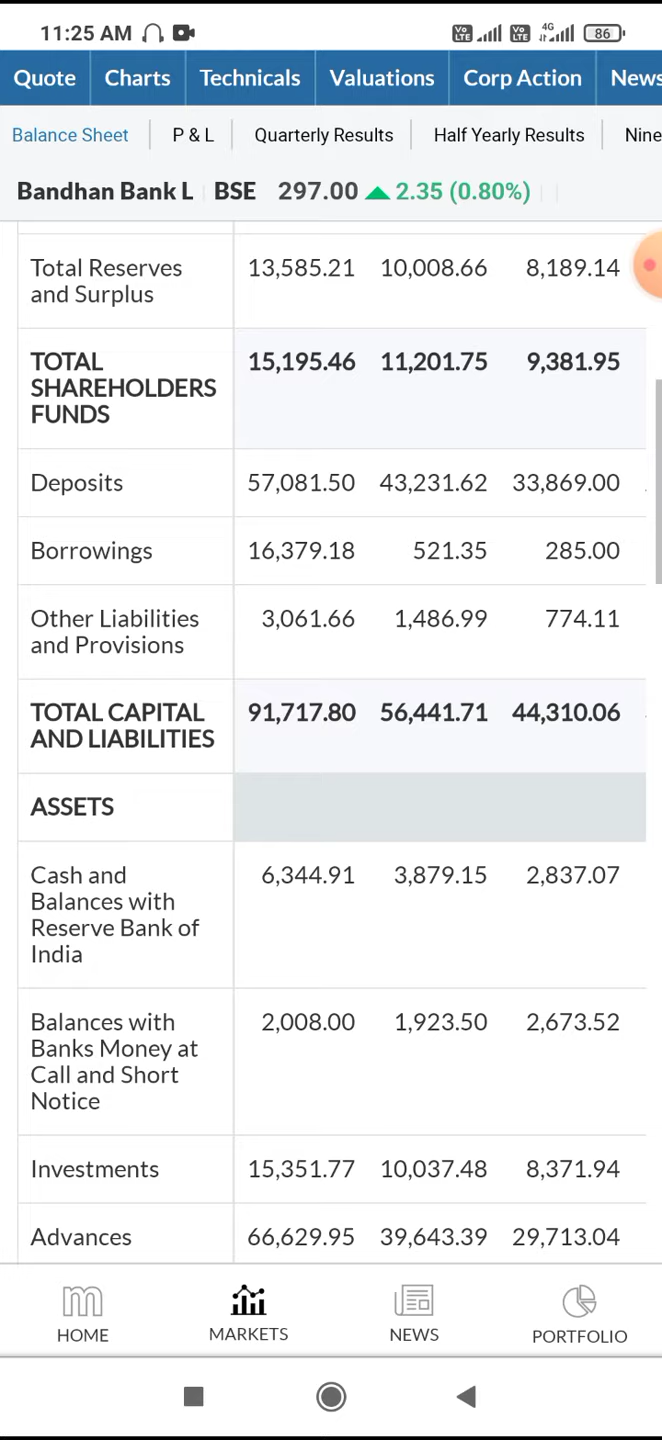 11:25 AM Vo LTE Vo LTE 4G 86
Quote Charts Technicals Valuations Corp Action News
Balance Sheet P & L Quarterly Results Half Yearly Results Nine
Bandhan Bank L BSE 297.00 2.35 (0.80%)
Total Reserves 13,585.21 10,008.66 8,189.14
and Surplus
TOTAL 15,195.46 11,201.75 9,381.95
SHAREHOLDERS
FUNDS
Deposits 57,081.50 43,231.62 33,869.00
Borrowings 16,379.18 521.35 285.00
Other Liabilities 3,061.66 1,486.99 774.11
and Provisions
TOTAL CAPITAL 91,717.80 56,441.71 44,310.06
AND LIABILITIES
ASSETS
Cash and 6,344.91 3,879.15 2,837.07
Balances with
Reserve Bank of
India
Balances with 2,008.00 1,923.50 2,673.52
Banks Money at
Call and Short
Notice
Investments 15,351.77 10,037.48 8,371.94
Advances 66,629.95 39,643.39 29,713.04
HOME MARKETS NEWS PORTFOLIO